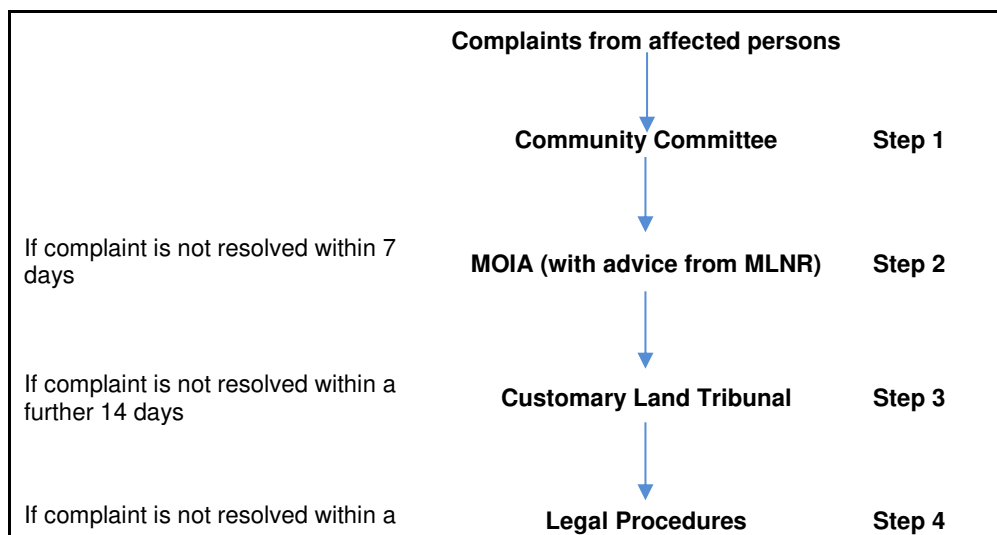 Complaints from affected persons
Community Committee Step 1
If complaint is not resolved within 7
days
MOIA (with advice from MLNR) Step 2
If complaint is not resolved within a
further 14 days
Customary Land Tribunal Step 3
If complaint is not resolved within a
Legal Procedures Step 4